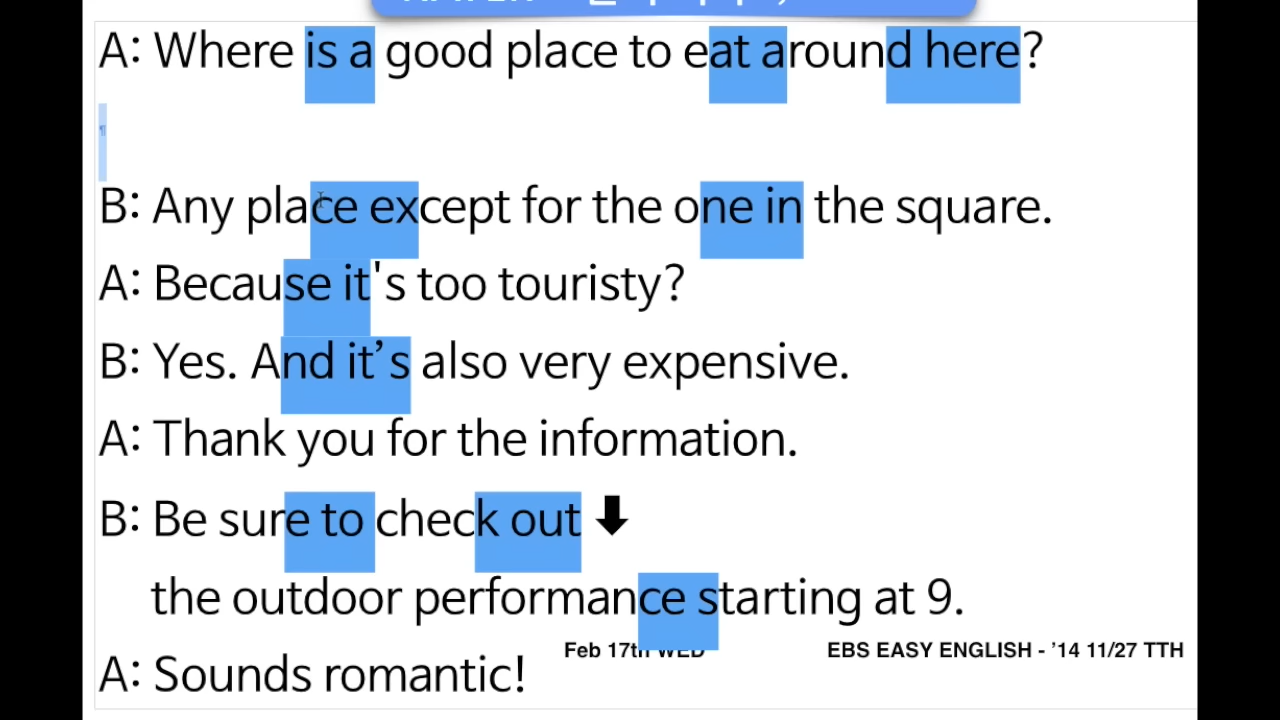 A: Where is a good place to eat around here?
B: Any place except for the one in the square.
A: Because it's too touristy?
B: Yes. And it’s also very expensive.
A: Thank you for the information.
B: Be sure to check out ⬇
the outdoor performance starting at 9.
Feb 17th WED
EBS EASY ENGLISH - ’14 11/27 TTH
A: Sounds romantic!